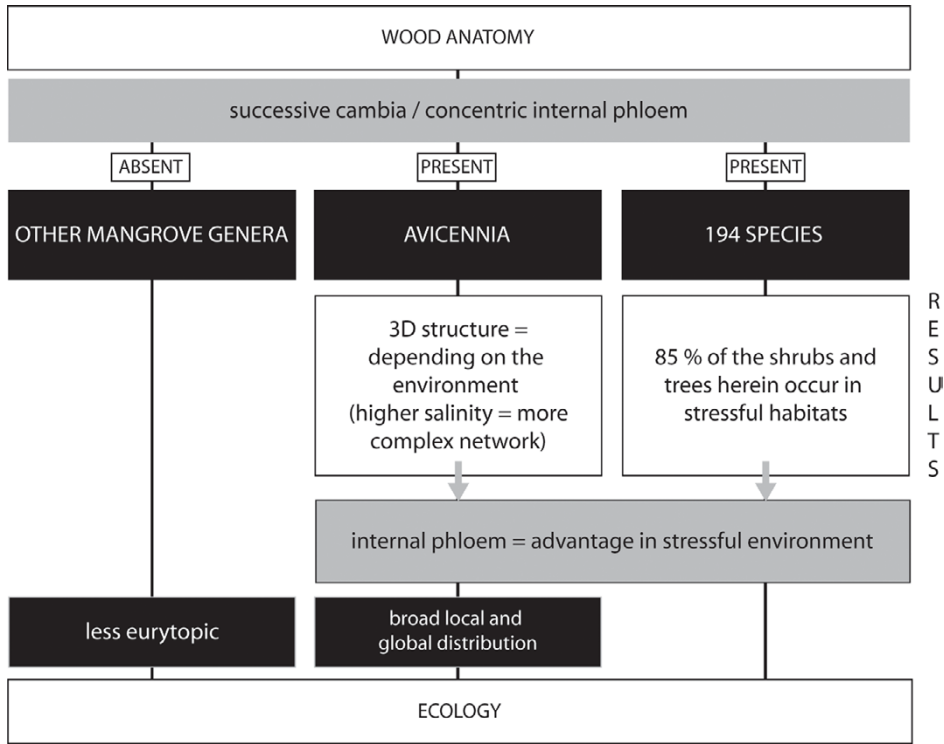 WOOD ANATOMY
successive cambia / concentric internal phloem
ABSENT
PRESENT
PRESENT
OTHER MANGROVE GENERA
AVICENNIA
194 SPECIES
3D structure =
depending on the
environment
(higher salinity = more
complex network)
85 % of the shrubs and
trees herein occur in
stressful habitats
R
E
S
U
L
T
S
internal phloem = advantage in stressful environment
less eurytopic
broad local and
global distribution
ECOLOGY